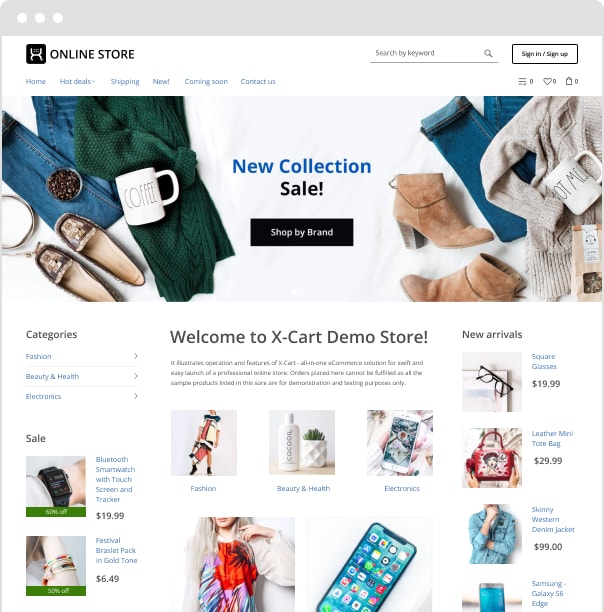 ONLINE STORE
Search by keyword
Sign in / Sign up
Home
Hot deals
Shipping
New!
Coming soon
Contact us
0
0
0
New Collection
Sale!
Shop by Brand
COFFEE
Categories
Fashion
Beauty & Health
Electronics
Sale
60% off
Bluetooth
Smartwatch
with Touch
Screen and
Tracker
$19.99
50% off
Festival
Braslet Pack
in Gold Tone
$6.49
Welcome to X-Cart Demo Store!
It illustrates operation and features of X-Cart - all-in-one eCommerce solution for swift and
easy launch of a professional online store. Orders placed here cannot be fulfilled as all the
sample products listed in this sore are for demonstration and testing purposes only.
COCOOIL
Fashion
Beauty & Health
Electronics
New arrivals
Square
Glasses
$19.99
Leather Mini
Tote Bag
$29.99
Skinny
Western
Denim Jacket
$99.00
Samsung -
Galaxy S6
Edge